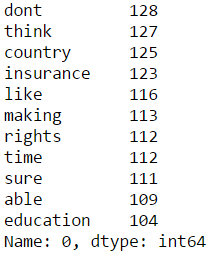 dont 128
think 127
country 125
insurance 123
like 116
making 113
rights 112
time 112
sure 111
able 109
education 104
Name: 0, dtype: int64